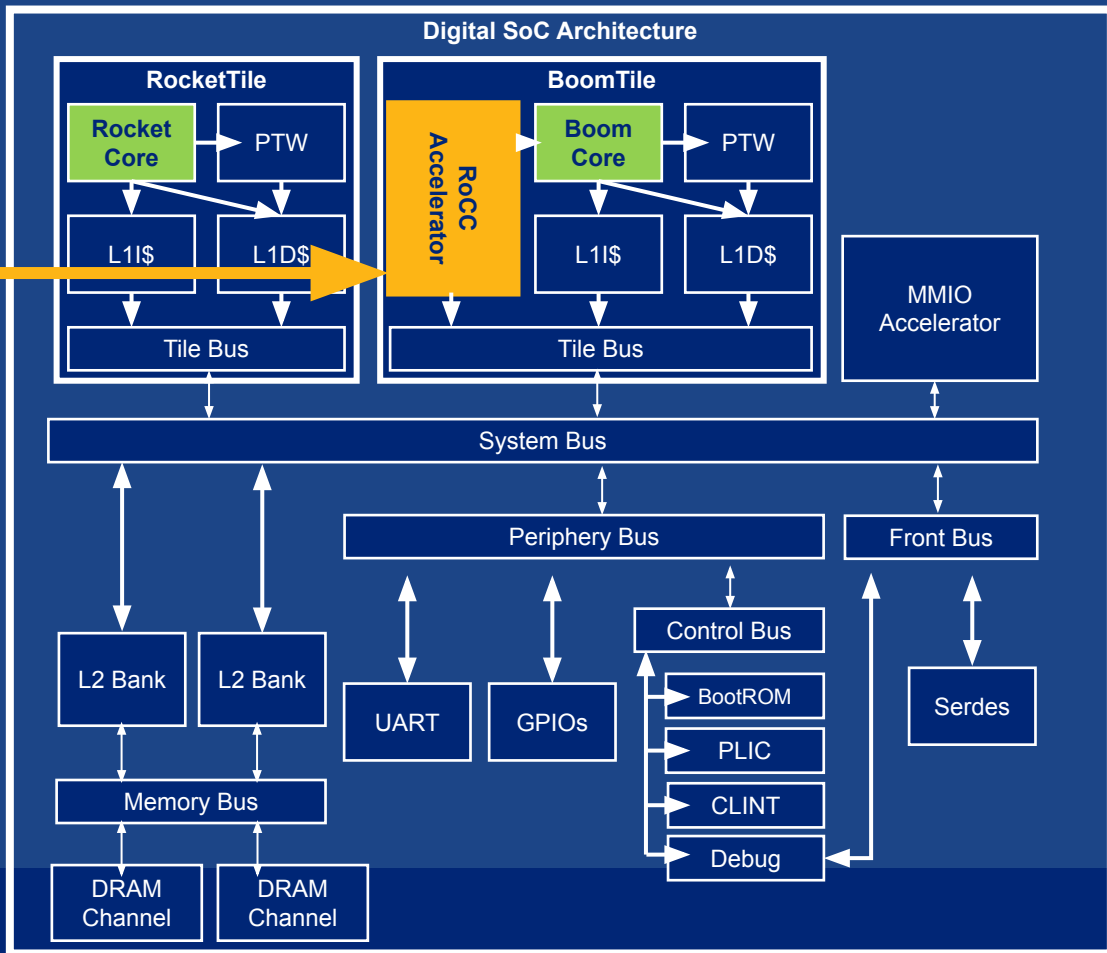 Digital SoC Architecture
RocketTile
Rocket
Core
PTW
L1I$
L1D$
Tile Bus
BoomTile
RoCC
Accelerator
Boom
Core
PTW
L1I$
L1D$
Tile Bus
MMIO
Accelerator
System Bus
Periphery Bus
Front Bus
Control Bus
L2 Bank
L2 Bank
UART
GPIOs
BootROM
PLIC
CLINT
Debug
Serdes
Memory Bus
DRAM
Channel
DRAM
Channel